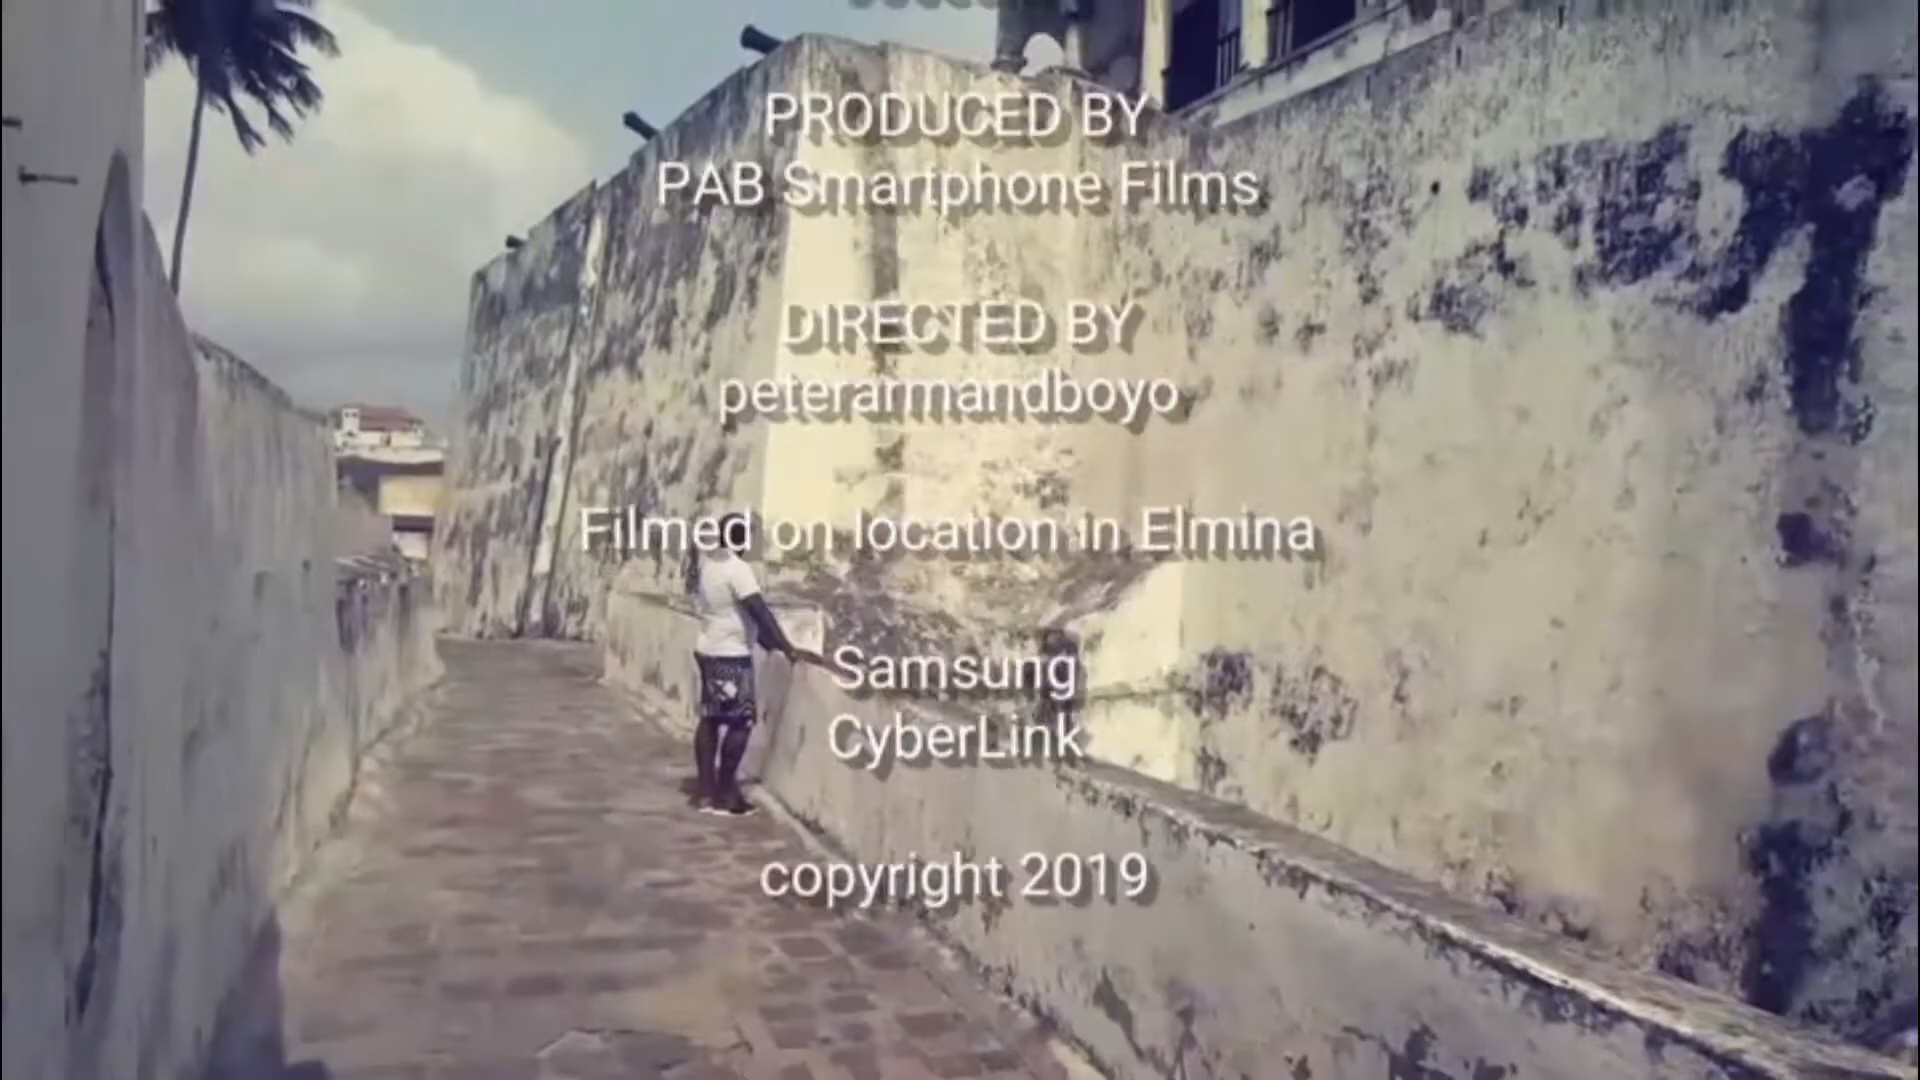 PRODUCED BY
PAB Smartphone Films
DIRECTED BY
peterarmandboyo
Filmed on location in Elmina
Samsung
CyberLink
copyright 2019